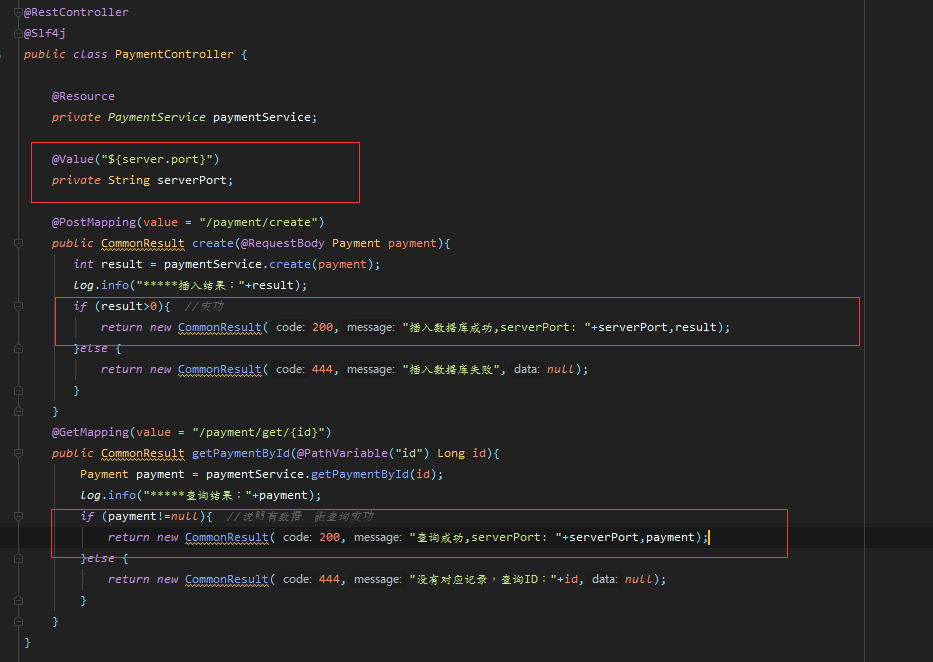 @RestController
@Slf4j
public class PaymentController {
@Resource
private PaymentService paymentService;
@Value("${server.port}")
private String serverPort;
@PostMapping(value = "/payment/create")
public CommonResult create(@RequestBody Payment payment){
int result = paymentService.create(payment);
log.info("*****插入结果："+result);
if (result>0){  //成功
return new CommonResult( code: 200, message: "插入数据库成功,serverPort: "+serverPort,result);
}else {
return new CommonResult( code: 444, message: "插入数据库失败", data: null);
}
}
@GetMapping(value = "/payment/get/{id}")
public CommonResult getPaymentById(@PathVariable("id") Long id){
Payment payment = paymentService.getPaymentById(id);
log.info("*****查询结果："+payment);
if (payment!=null){  //说明有数据，能查询成功
return new CommonResult( code: 200, message: "查询成功,serverPort: "+serverPort,payment);
}else {
return new CommonResult( code: 444, message: "没有对应记录，查询ID："+id, data: null);
}
}
}